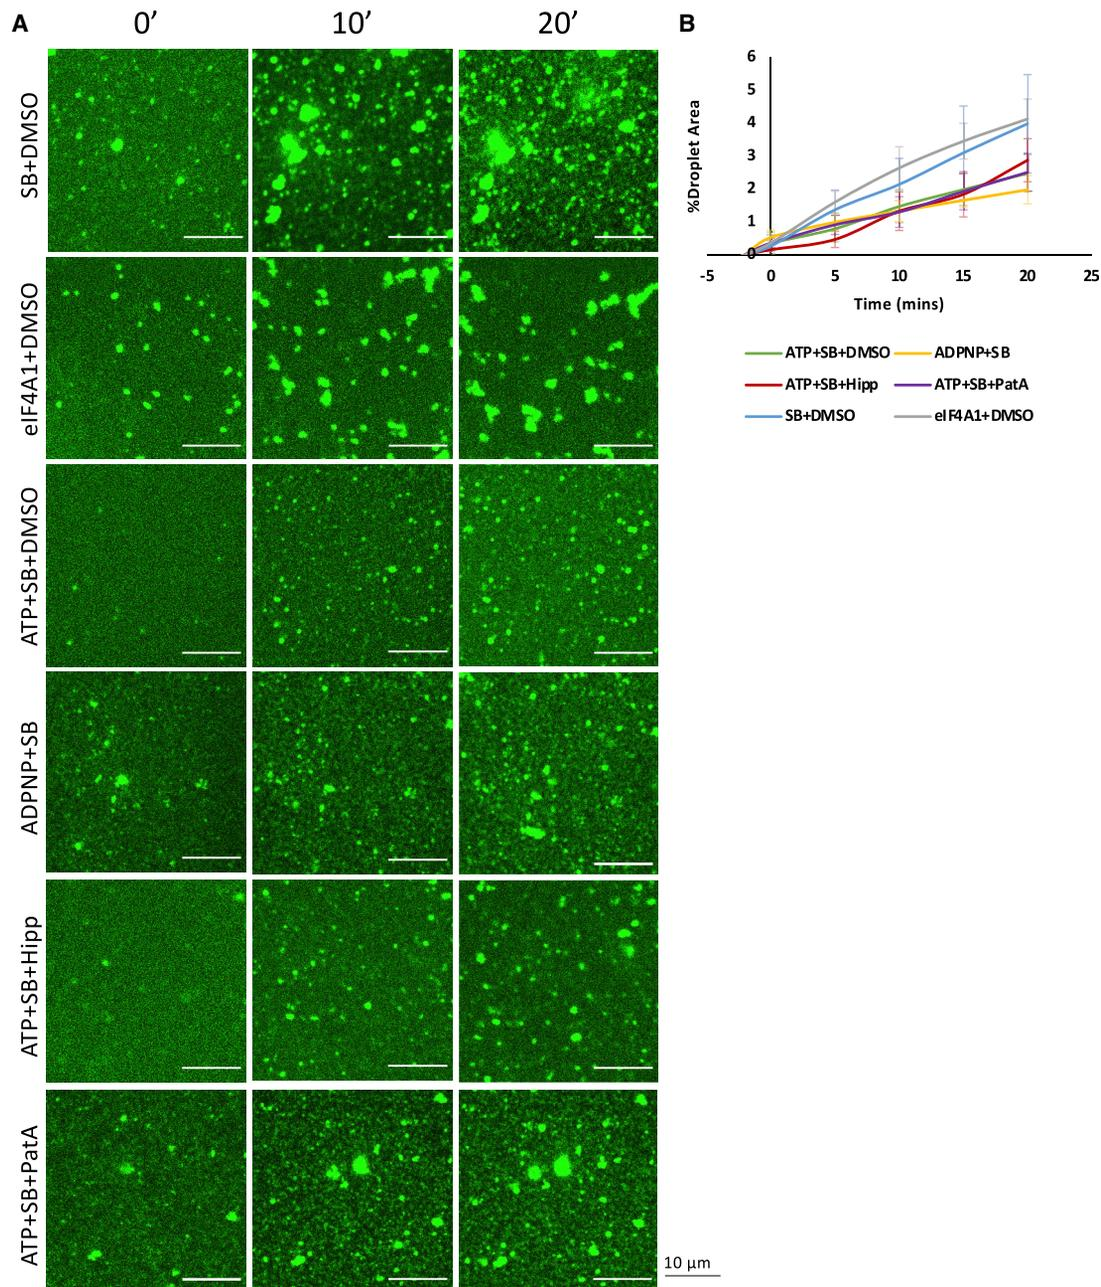 A
0’
10’
20’
SB+DMSO
eIF4A1+DMSO
ATP+SB+DMSO
ADPNP+SB
ATP+SB+Hipp
ATP+SB+PatA
10 µm
B
%Droplet Area
6
5
4
3
2
1
0
-5 0 5 10 15 20 25
Time (mins)
ATP+SB+DMSO ADPNP+SB
ATP+SB+Hipp ATP+SB+PatA
SB+DMSO eIF4A1+DMSO